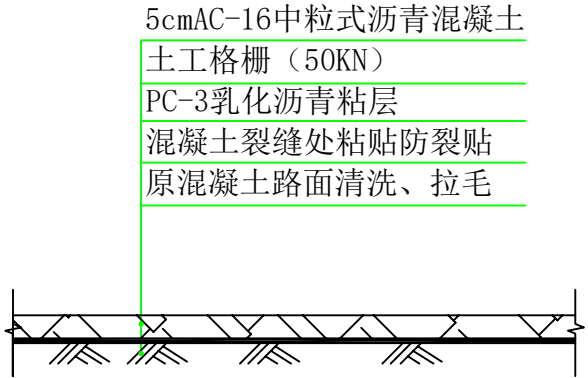 5cmAC-16中粒式沥青混凝土
土工格栅（50KN）
PC-3乳化沥青粘层
混凝土裂缝处粘贴防裂贴
原混凝土路面清洗、拉毛